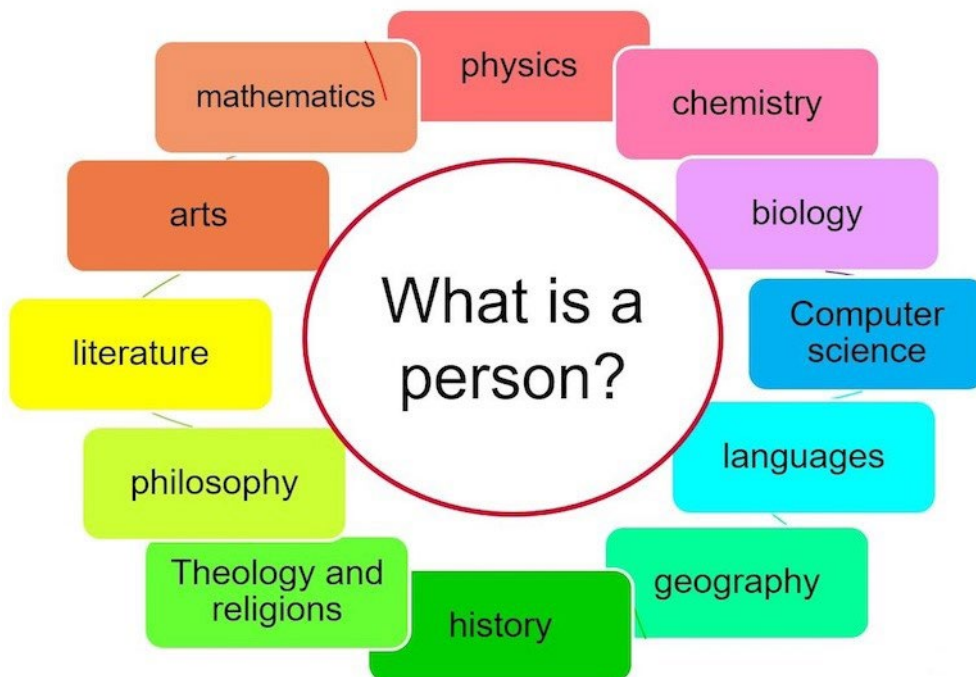 physics
mathematics
chemistry
arts
biology
What is a
person?
Computer
science
literature
languages
philosophy
geography
Theology and
religions
history